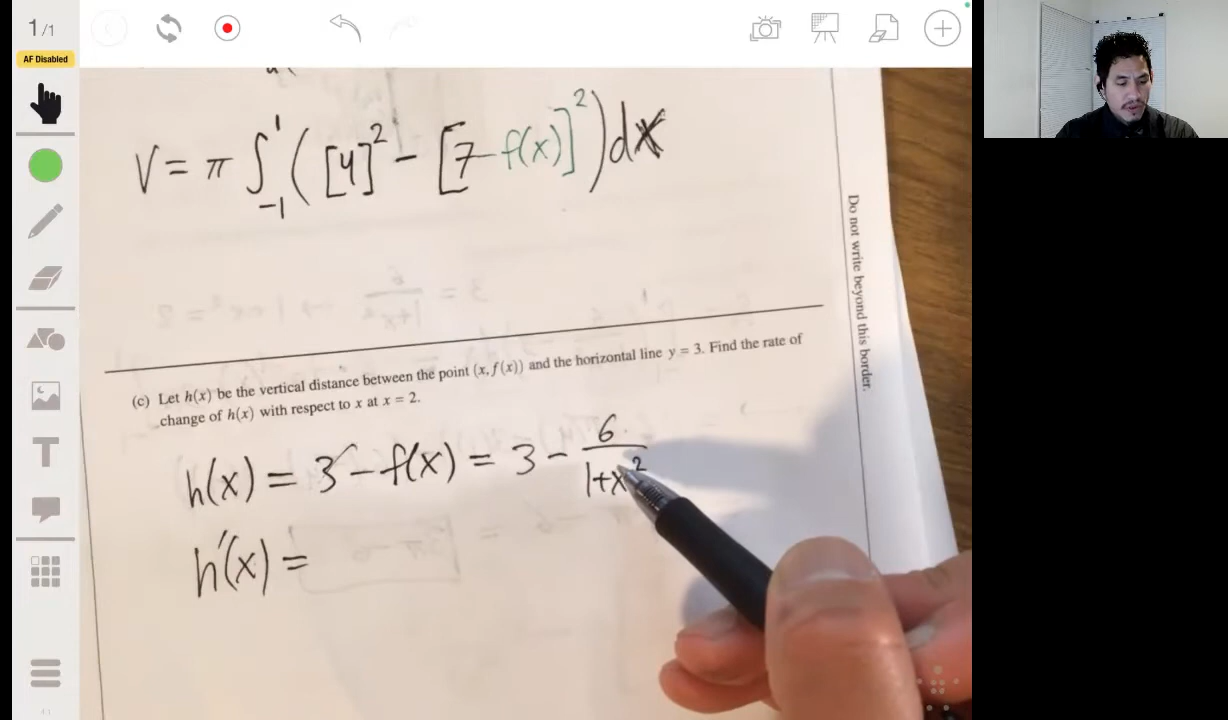 1/1
AF Disabled
V = π ∫₋₁¹ ([4]² - [7 - f(x)]²) dx
Do not write beyond this border.
(c) Let h(x) be the vertical distance between the point (x, f(x)) and the horizontal line y = 3. Find the rate of
change of h(x) with respect to x at x = 2.
h(x) = 3 - f(x) = 3 - 6/(1+x²)
h'(x) =
T